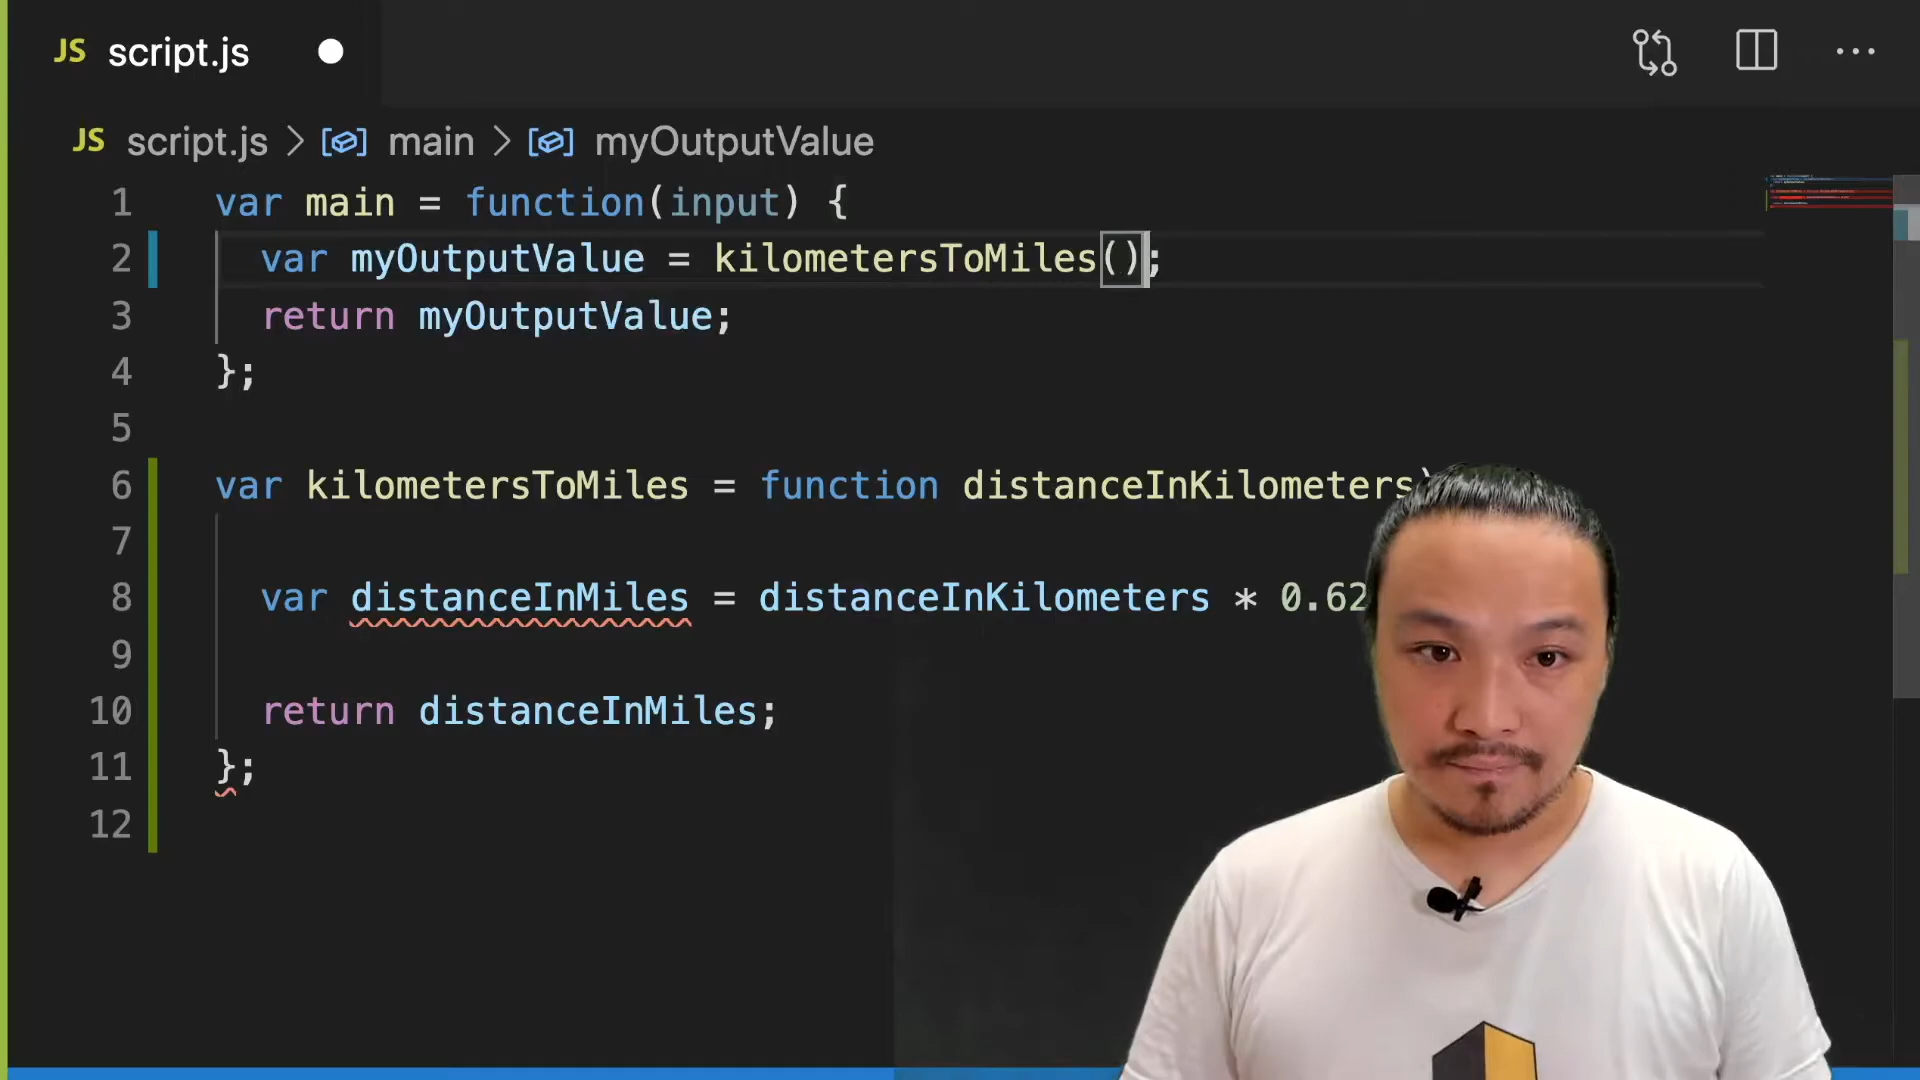 JS script.js
JS script.js > main > myOutputValue
1 var main = function(input) {
2 var myOutputValue = kilometersToMiles();
3 return myOutputValue;
4 };
5
6 var kilometersToMiles = function distanceInKilometers)
7
8 var distanceInMiles = distanceInKilometers * 0.62
9
10 return distanceInMiles;
11 };
12